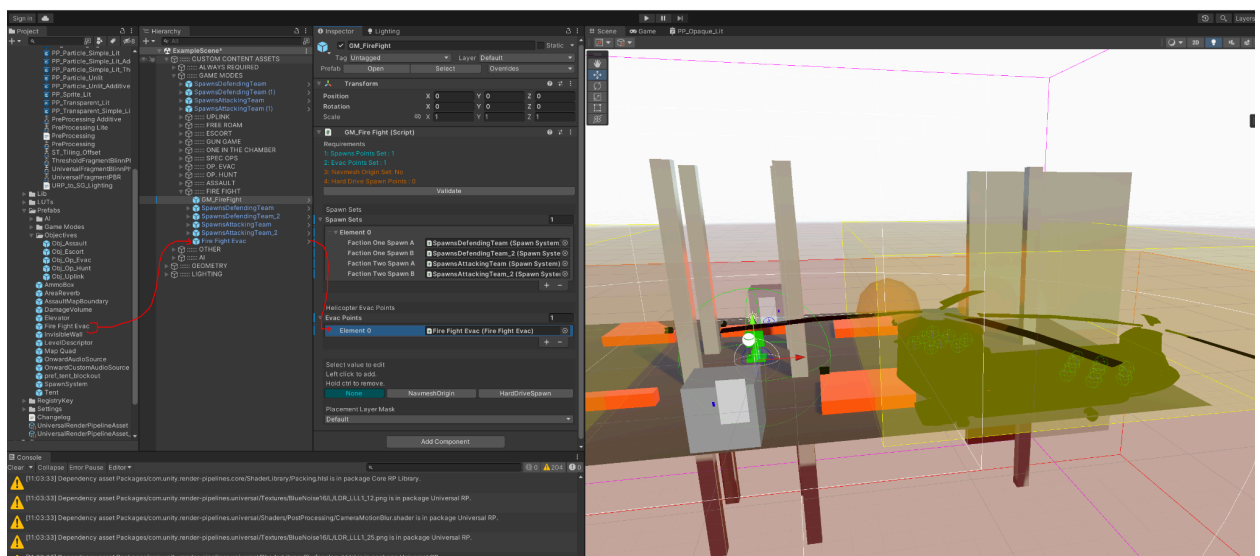 Sign in
Layers
Project
Hierarchy
Inspector
Lighting
Scene
Game
PP_Opaque_Lit
PP_Particle_Simple_Lit
PP_Particle_Simple_Lit_Ad
PP_Particle_Simple_Lit_Th
PP_Particle_Unlit
PP_Particle_Unlit_Additive
PP_Sprite_Lit
PP_Transparent_Lit
PP_Transparent_Simple_Li
PreProcessing Additive
PreProcessing Lite
PreProcessing
PreProcessing
ST_Tiling_Offset
ThresholdFragmentBlinnPh
UniversalFragmentBlinnPh
UniversalFragmentPBR
URP_to_SG_Lighting
Lib
LUTs
Prefabs
AI
Game Modes
Objectives
Obj_Assault
Obj_Escort
Obj_Op_Evac
Obj_Op_Hunt
Obj_Uplink
AmmoBox
AreaReverb
AssaultMapBoundary
DamageVolume
Elevator
Fire Fight Evac
InvisibleWall
LevelDescriptor
Map Quad
OnwardAudioSource
OnwardCustomAudioSource
pref_tent_blockout
SpawnSystem
Tent
RegistryKey
Settings
Changelog
UniversalRenderPipelineAsset
UniversalRenderPipelineAsset_
ExampleScene*
::::: CUSTOM CONTENT ASSETS
::::: ALWAYS REQUIRED
::::: GAME MODES
SpawnsDefendingTeam
SpawnsDefendingTeam (1)
SpawnsAttackingTeam
SpawnsAttackingTeam (1)
::::: UPLINK
::::: FREE ROAM
::::: ESCORT
::::: GUN GAME
::::: ONE IN THE CHAMBER
::::: SPEC OPS
::::: OP. EVAC
::::: OP. HUNT
::::: ASSAULT
::::: FIRE FIGHT
GM_FireFight
SpawnsDefendingTeam
SpawnsDefendingTeam_2
SpawnsAttackingTeam
SpawnsAttackingTeam_2
Fire Fight Evac
::::: OTHER
::::: AI
::::: GEOMETRY
::::: LIGHTING
GM_FireFight
Static
Tag Untagged
Layer Default
Prefab Open Select Overrides
Transform
Position X 0 Y 0 Z 0
Rotation X 0 Y 0 Z 0
Scale X 1 Y 1 Z 1
GM_Fire Fight (Script)
Requirements
1: Spawns Points Set : 1
2: Evac Points Set : 1
3: Navmesh Origin Set: No
4: Hard Drive Spawn Points : 0
Validate
Spawn Sets
Spawn Sets 1
Element 0
Faction One Spawn A SpawnsDefendingTeam (Spawn System
Faction One Spawn B SpawnsDefendingTeam_2 (Spawn Syste
Faction Two Spawn A SpawnsAttackingTeam (Spawn System)
Faction Two Spawn B SpawnsAttackingTeam_2 (Spawn Syste
+ −
Helicopter Evac Points
Evac Points 1
Element 0 Fire Fight Evac (Fire Fight Evac)
+ −
Select value to edit
Left click to add.
Hold ctrl to remove.
None NavmeshOrigin HardDriveSpawn
Placement Layer Mask
Default
Add Component
2D
Console
Clear Collapse Error Pause Editor
0 204 0
[11:03:33] Dependency asset Packages/com.unity.render-pipelines.core/ShaderLibrary/Packing.hlsl is in package Core RP Library.
[11:03:33] Dependency asset Packages/com.unity.render-pipelines.universal/Textures/BlueNoise16/L/LDR_LLL1_12.png is in package Universal RP.
[11:03:33] Dependency asset Packages/com.unity.render-pipelines.universal/Shaders/PostProcessing/CameraMotionBlur.shader is in package Universal RP.
[11:03:33] Dependency asset Packages/com.unity.render-pipelines.universal/Textures/BlueNoise16/L/LDR_LLL1_25.png is in package Universal RP.